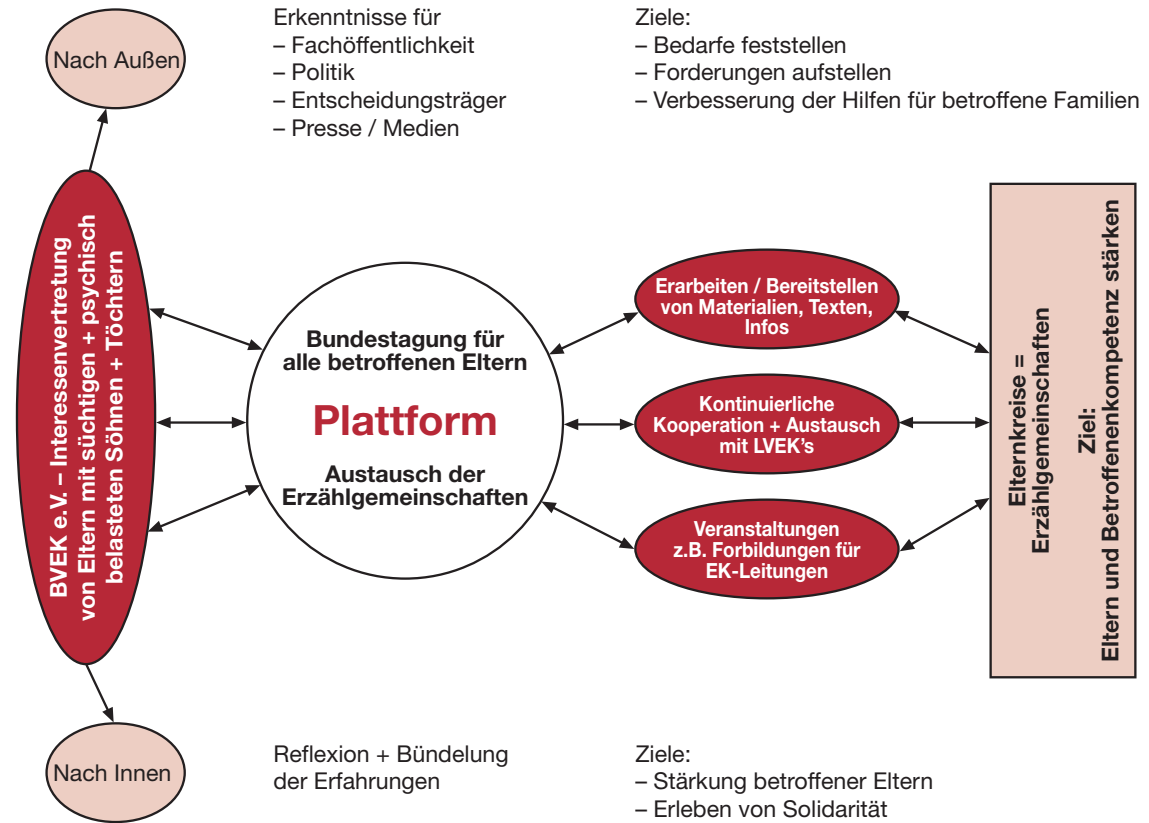 Nach Außen
Erkenntnisse für
– Fachöffentlichkeit
– Politik
– Entscheidungsträger
– Presse / Medien
Ziele:
– Bedarfe feststellen
– Forderungen aufstellen
– Verbesserung der Hilfen für betroffene Familien
BVEK e.V. – Interessenvertretung
von Eltern mit süchtigen + psychisch
belasteten Söhnen + Töchtern
Bundestagung für
alle betroffenen Eltern
Plattform
Austausch der
Erzählgemeinschaften
Erarbeiten / Bereitstellen
von Materialien, Texten,
Infos
Kontinuierliche
Kooperation + Austausch
mit LVEK’s
Veranstaltungen
z.B. Forbildungen für
EK-Leitungen
Elternkreise =
Erzählgemeinschaften
Ziel:
Eltern und Betroffenenkompetenz stärken
Nach Innen
Reflexion + Bündelung
der Erfahrungen
Ziele:
– Stärkung betroffener Eltern
– Erleben von Solidarität